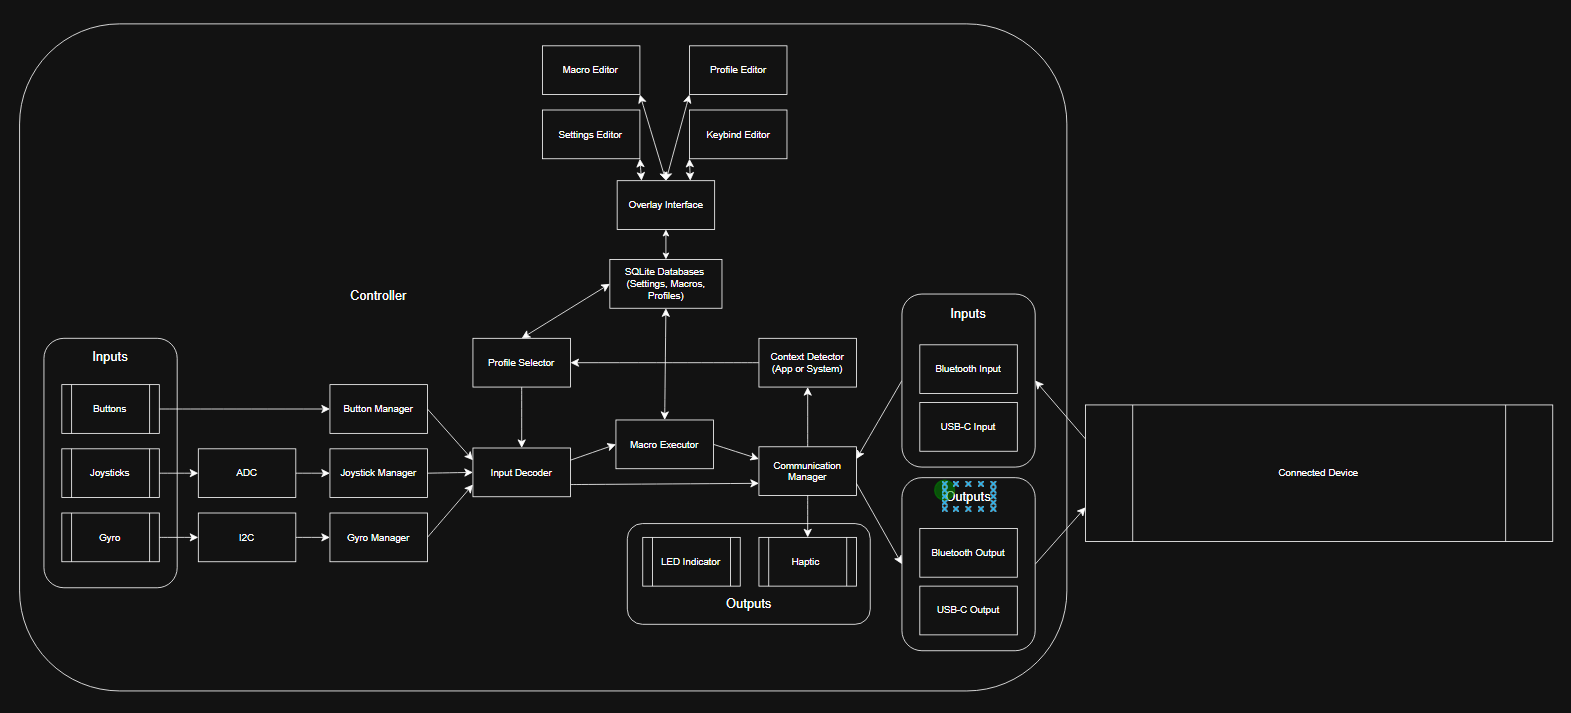 Macro Editor
Profile Editor
Settings Editor
Keybind Editor
Overlay Interface
SQLite Databases
(Settings, Macros,
Profiles)
Controller
Profile Selector
Context Detector
(App or System)
Inputs
Buttons
Button Manager
Joysticks
ADC
Joystick Manager
Gyro
I2C
Gyro Manager
Input Decoder
Macro Executor
Communication
Manager
LED Indicator
Haptic
Outputs
Inputs
Bluetooth Input
USB-C Input
Outputs
Bluetooth Output
USB-C Output
Connected Device